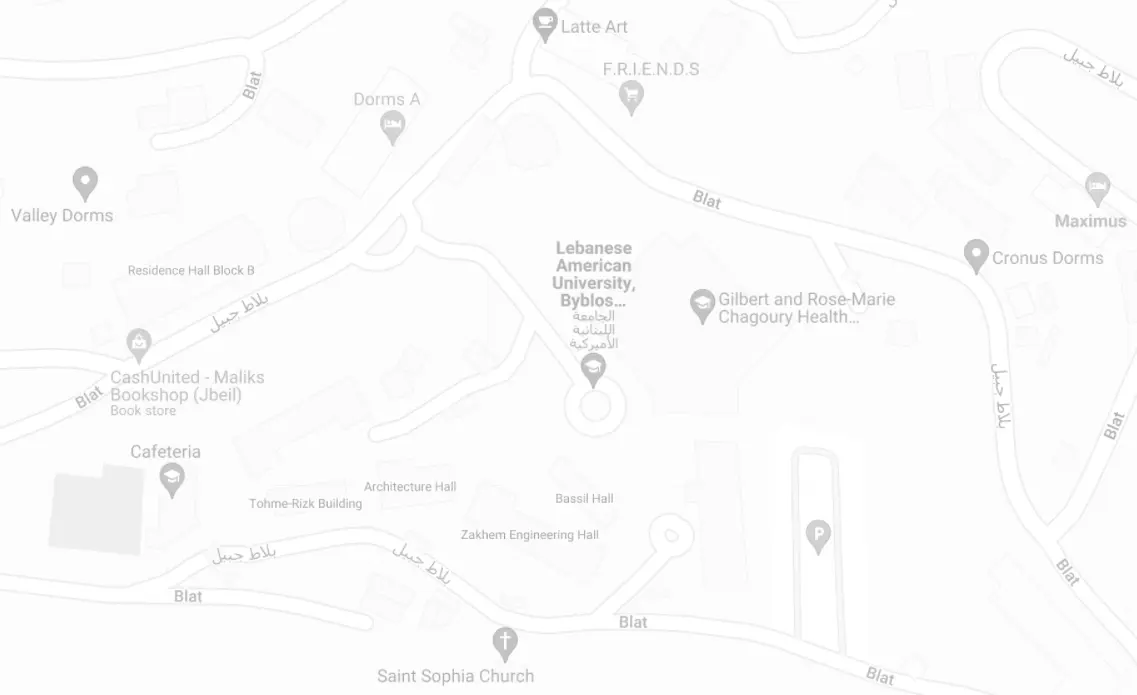 Latte Art
بلاط جبيل
F.R.I.E.N.D.S
Blat
Dorms A
Blat
Valley Dorms
Maximus
Lebanese
American
University,
Byblos...
الجامعة
اللبنانية
الأميركية
Cronus Dorms
Residence Hall Block B
Gilbert and Rose-Marie
Chagoury Health...
بلاط جبيل
CashUnited - Maliks
Bookshop (Jbeil)
Book store
Blat
بلاط جبيل
Blat
Cafeteria
Architecture Hall
Tohme-Rizk Building
Bassil Hall
Zakhem Engineering Hall
P
بلاط جبيل
بلاط جبيل
Blat
Blat
Blat
Saint Sophia Church
Blat